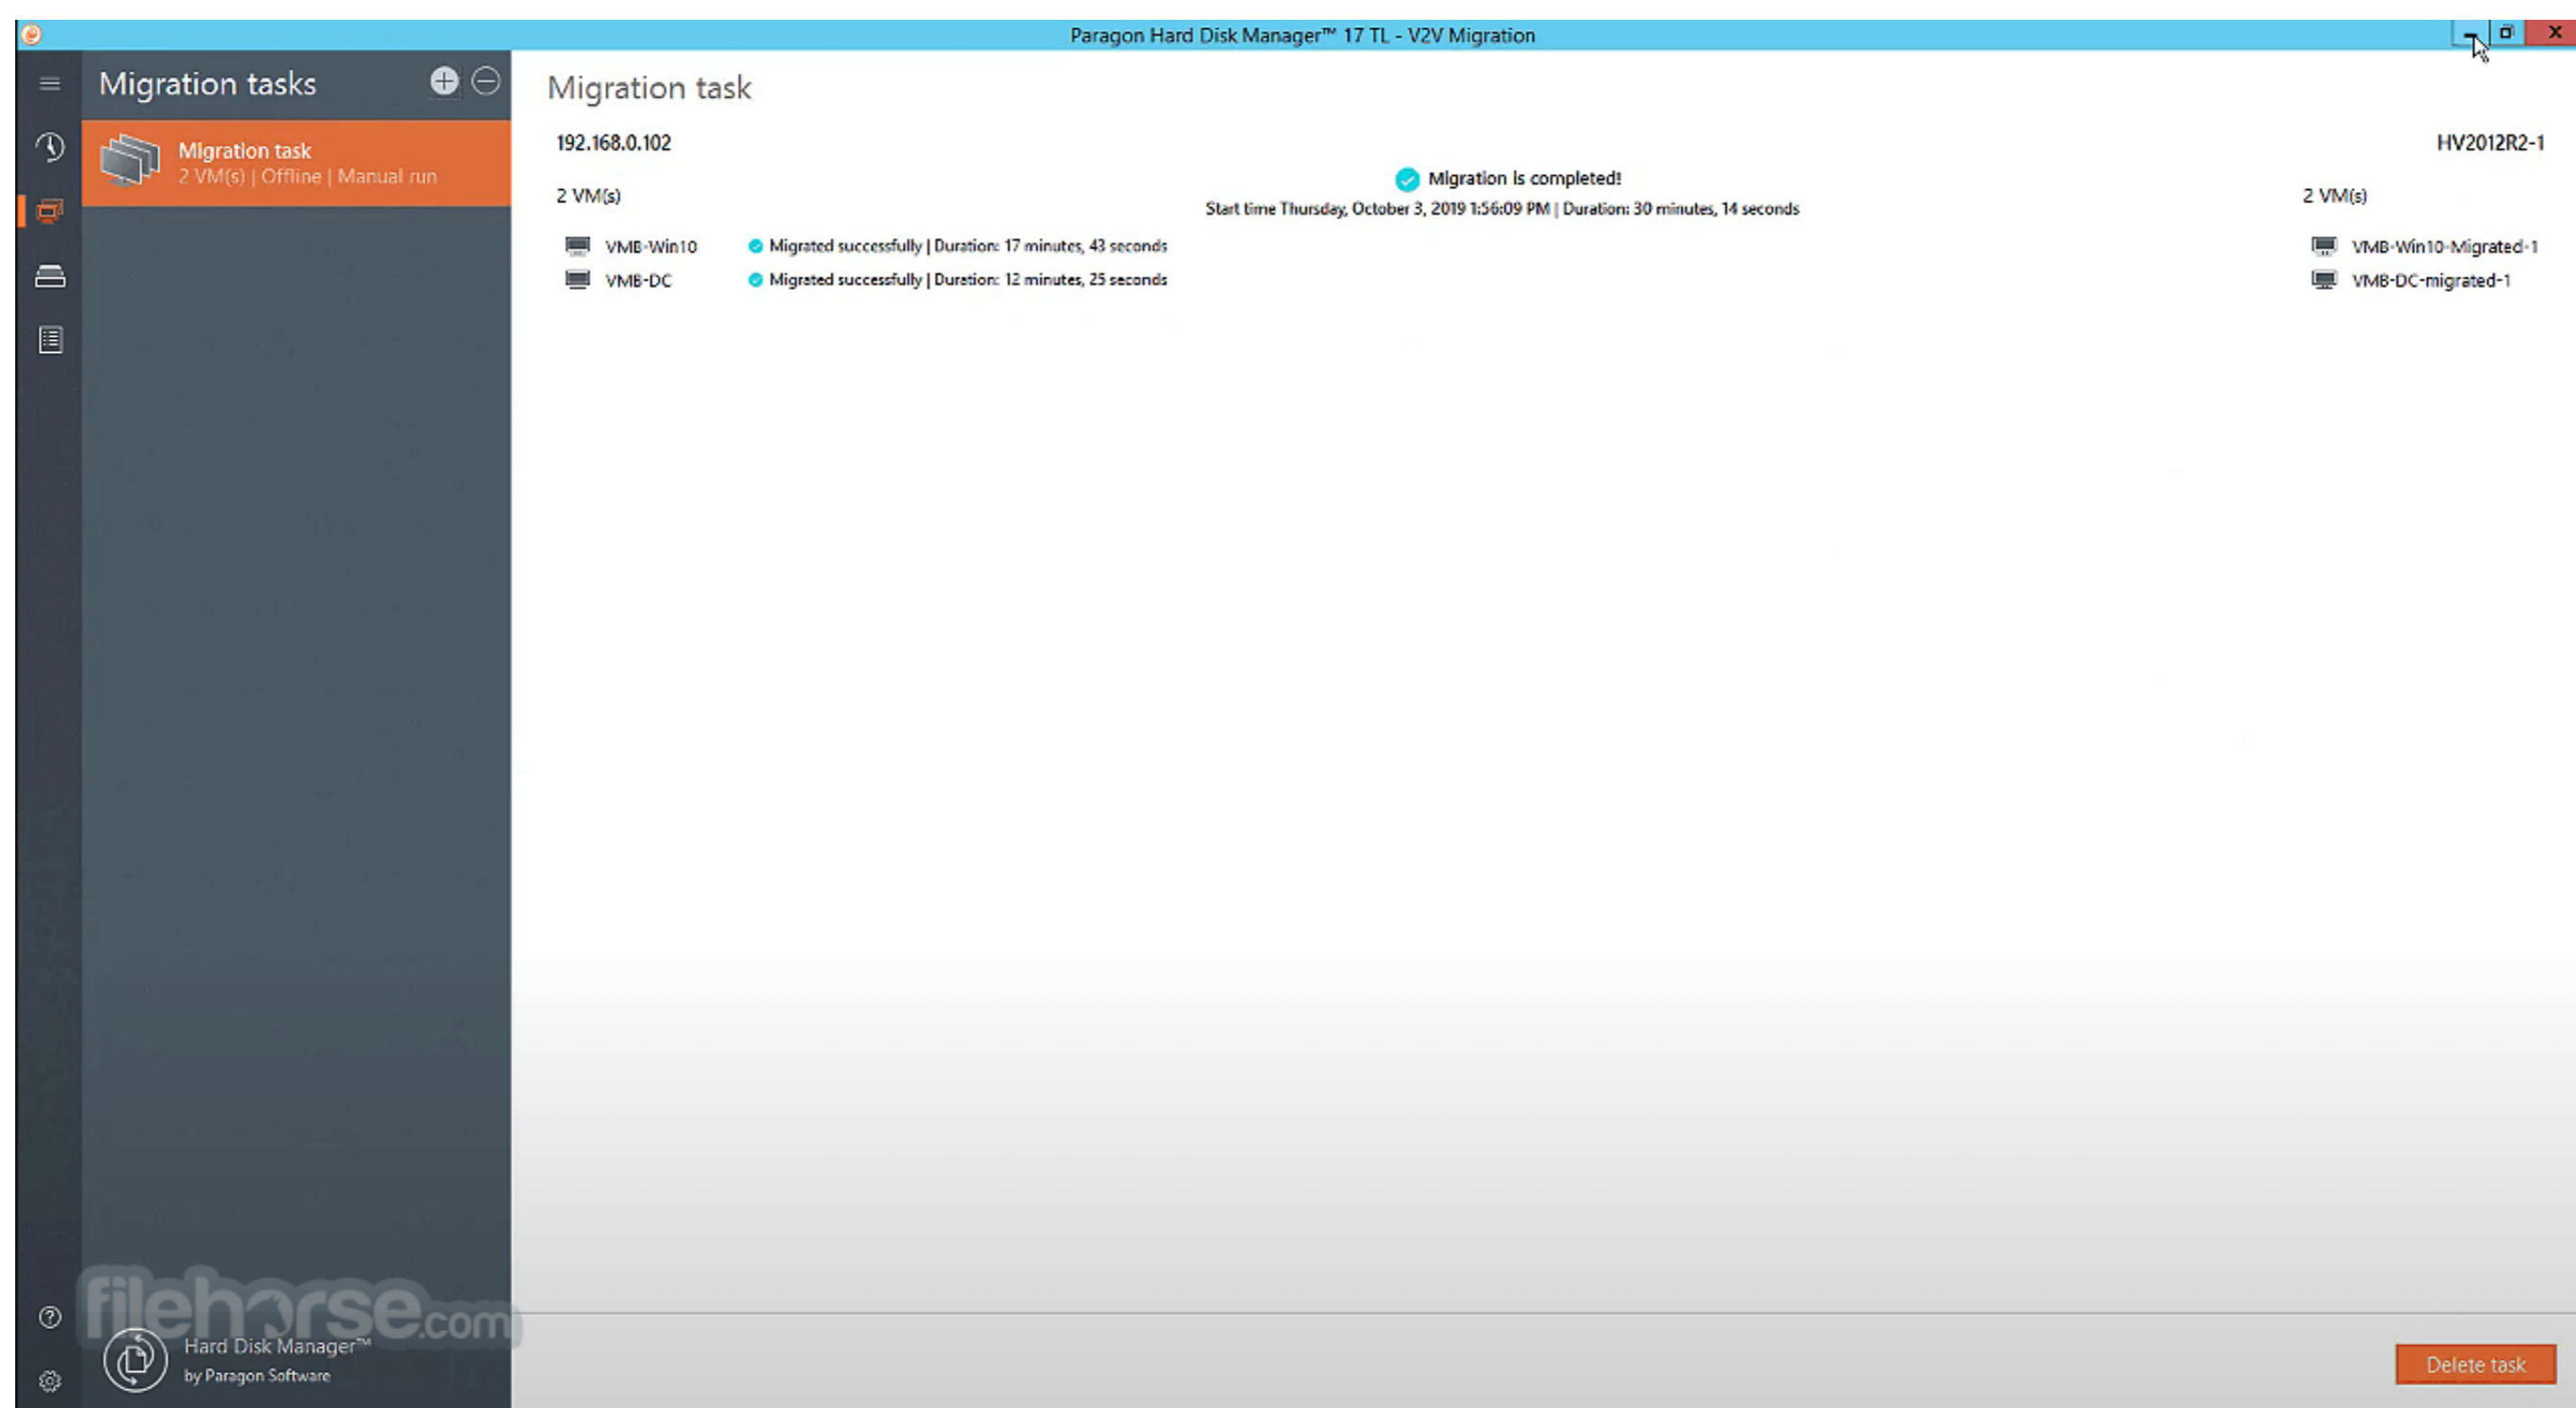 Paragon Hard Disk Manager™ 17 TL - V2V Migration
Migration tasks
Migration task
2 VM(s) | Offline | Manual run
Migration task
192.168.0.102
HV2012R2-1
Migration is completed!
Start time Thursday, October 3, 2019 1:56:09 PM | Duration: 30 minutes, 14 seconds
2 VM(s)
2 VM(s)
VMB-Win10
Migrated successfully | Duration: 17 minutes, 43 seconds
VMB-Win10-Migrated-1
VMB-DC
Migrated successfully | Duration: 12 minutes, 25 seconds
VMB-DC-migrated-1
filehorse.com
Hard Disk Manager™
by Paragon Software
Delete task